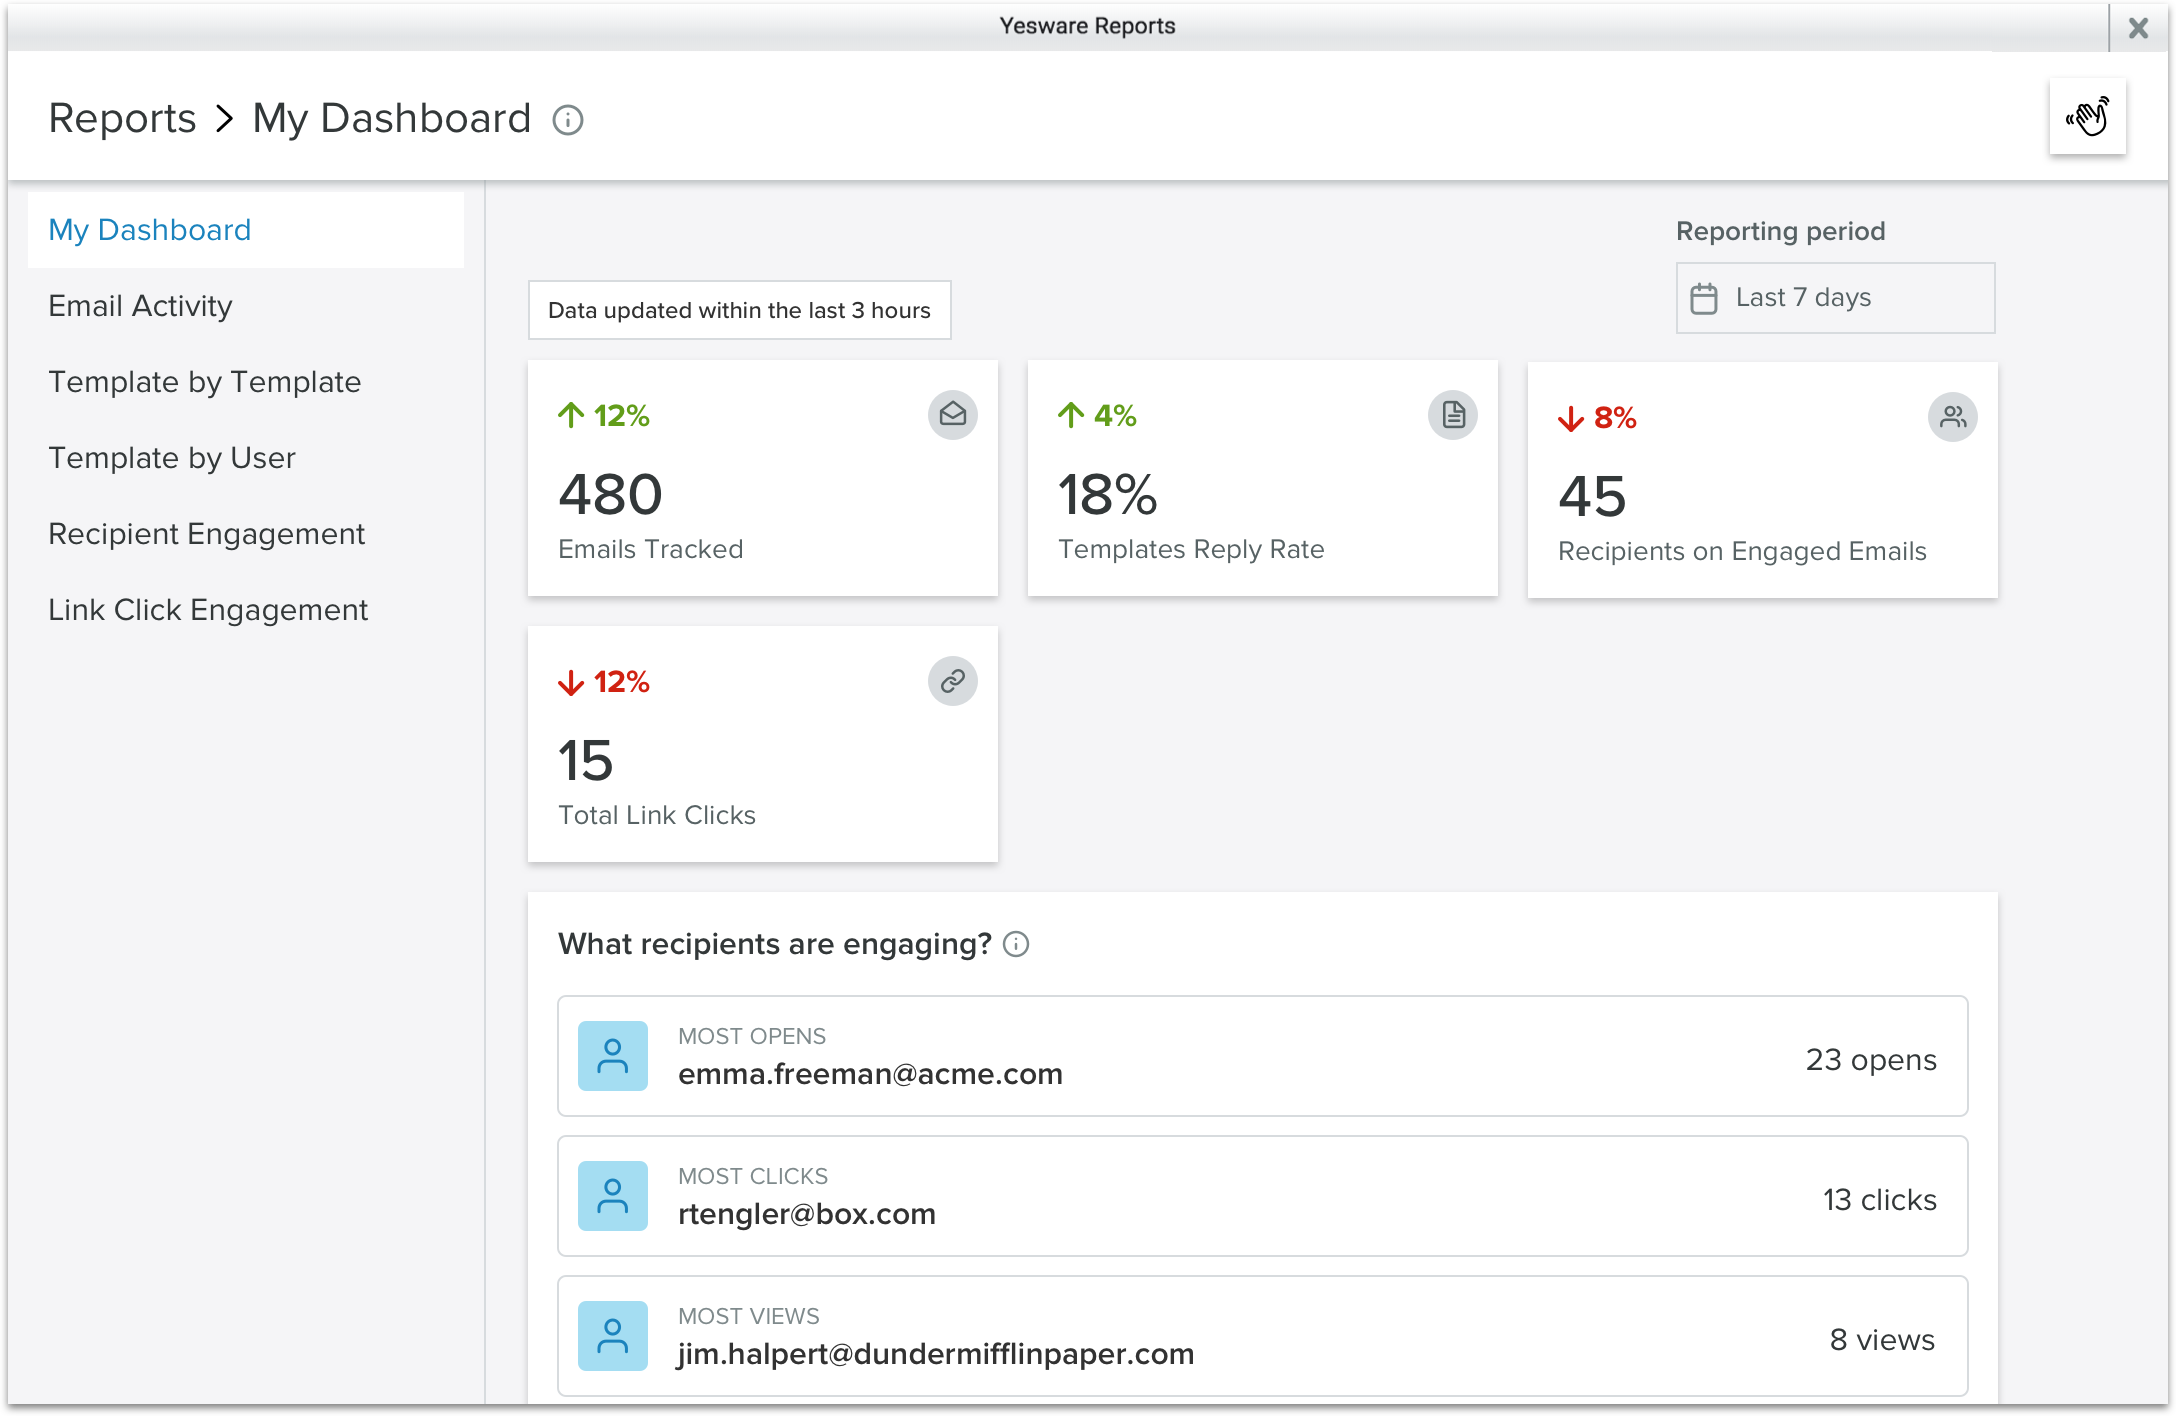 Yesware Reports
Reports > My Dashboard
My Dashboard
Email Activity
Template by Template
Template by User
Recipient Engagement
Link Click Engagement
Reporting period
Last 7 days
Data updated within the last 3 hours
12%
480
Emails Tracked
4%
18%
Templates Reply Rate
8%
45
Recipients on Engaged Emails
12%
15
Total Link Clicks
What recipients are engaging?
MOST OPENS
emma.freeman@acme.com
23 opens
MOST CLICKS
rtengler@box.com
13 clicks
MOST VIEWS
jim.halpert@dundermifflinpaper.com
8 views